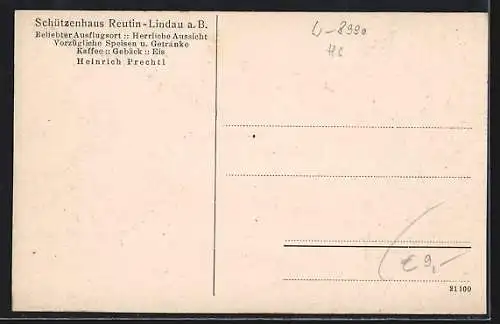 Schützenhaus Reutin-Lindau a. B.
Beliebter Ausflugsort :: Herrliche Aussicht
Vorzügliche Speisen u. Getränke
Kaffee :: Gebäck :: Eis
Heinrich Prechtl
-8990
€ 9,-
21100